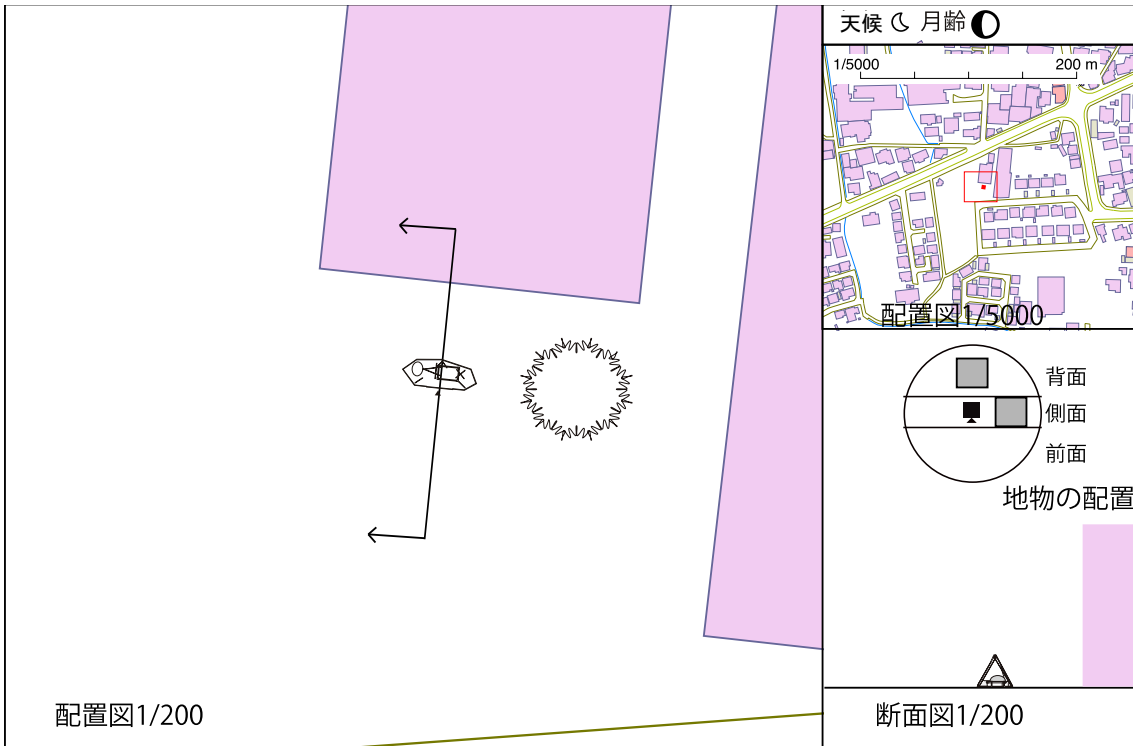 天候 月齢
1/5000 200 m
配置図1/5000
背面
側面
前面
地物の配置
配置図1/200
断面図1/200